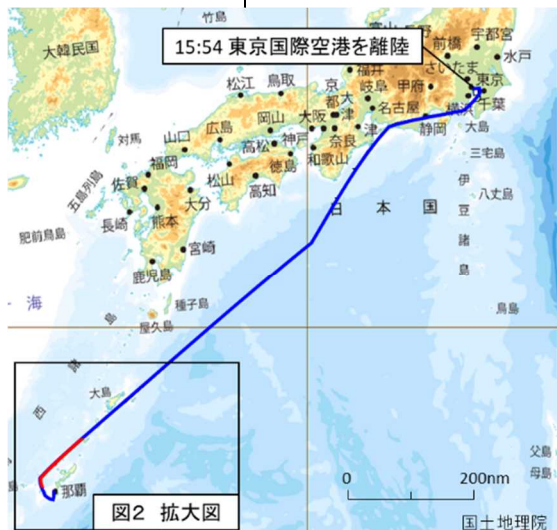 竹島
大韓民国
15:54 東京国際空港を離陸
宇都宮
前橋
水戸
さいたま
東京
千葉
横浜
甲府
静岡
福井
岐阜
名古屋
津
大津
京都
奈良
大阪
和歌山
神戸
鳥取
松江
岡山
広島
山口
高松
徳島
松山
高知
対馬
福岡
佐賀
長崎
大分
熊本
宮崎
鹿児島
五島列島
肥前鳥島
種子島
屋久島
大島
三宅島
八丈島
伊豆諸島
鳥島
日本国
海
西
諸
島
大島
那覇
父島
母島
0 200nm
図2 拡大図
国土地理院